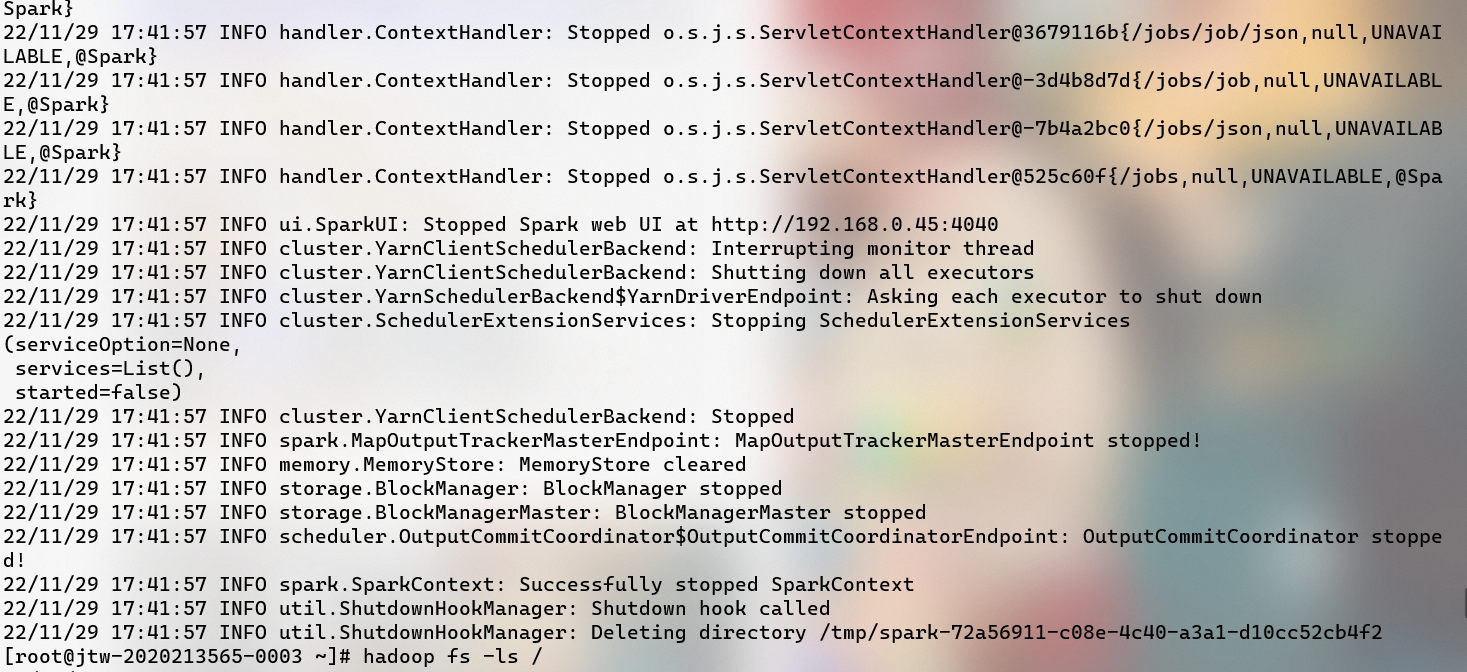 Spark}
22/11/29 17:41:57 INFO handler.ContextHandler: Stopped o.s.j.s.ServletContextHandler@3679116b{/jobs/job/json,null,UNAVAI
LABLE,@Spark}
22/11/29 17:41:57 INFO handler.ContextHandler: Stopped o.s.j.s.ServletContextHandler@-3d4b8d7d{/jobs/job,null,UNAVAILABL
E,@Spark}
22/11/29 17:41:57 INFO handler.ContextHandler: Stopped o.s.j.s.ServletContextHandler@-7b4a2bc0{/jobs/json,null,UNAVAILAB
LE,@Spark}
22/11/29 17:41:57 INFO handler.ContextHandler: Stopped o.s.j.s.ServletContextHandler@525c60f{/jobs,null,UNAVAILABLE,@Spa
rk}
22/11/29 17:41:57 INFO ui.SparkUI: Stopped Spark web UI at http://192.168.0.45:4040
22/11/29 17:41:57 INFO cluster.YarnClientSchedulerBackend: Interrupting monitor thread
22/11/29 17:41:57 INFO cluster.YarnClientSchedulerBackend: Shutting down all executors
22/11/29 17:41:57 INFO cluster.YarnSchedulerBackend$YarnDriverEndpoint: Asking each executor to shut down
22/11/29 17:41:57 INFO cluster.SchedulerExtensionServices: Stopping SchedulerExtensionServices
(serviceOption=None,
 services=List(),
 started=false)
22/11/29 17:41:57 INFO cluster.YarnClientSchedulerBackend: Stopped
22/11/29 17:41:57 INFO spark.MapOutputTrackerMasterEndpoint: MapOutputTrackerMasterEndpoint stopped!
22/11/29 17:41:57 INFO memory.MemoryStore: MemoryStore cleared
22/11/29 17:41:57 INFO storage.BlockManager: BlockManager stopped
22/11/29 17:41:57 INFO storage.BlockManagerMaster: BlockManagerMaster stopped
22/11/29 17:41:57 INFO scheduler.OutputCommitCoordinator$OutputCommitCoordinatorEndpoint: OutputCommitCoordinator stoppe
d!
22/11/29 17:41:57 INFO spark.SparkContext: Successfully stopped SparkContext
22/11/29 17:41:57 INFO util.ShutdownHookManager: Shutdown hook called
22/11/29 17:41:57 INFO util.ShutdownHookManager: Deleting directory /tmp/spark-72a56911-c08e-4c40-a3a1-d10cc52cb4f2
[root@jtw-2020213565-0003 ~]# hadoop fs -ls /